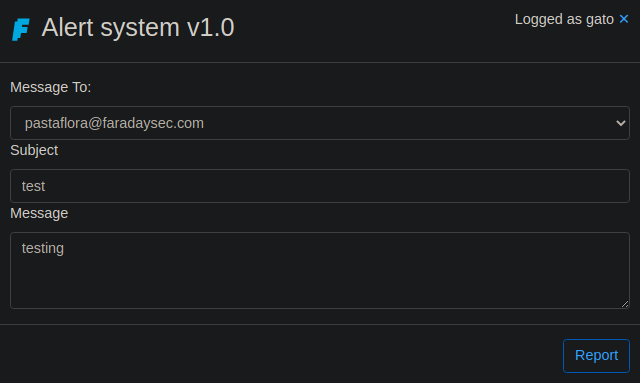 Alert system v1.0
Logged as gato ×
Message To:
pastaflora@faradaysec.com
Subject
test
Message
testing
Report